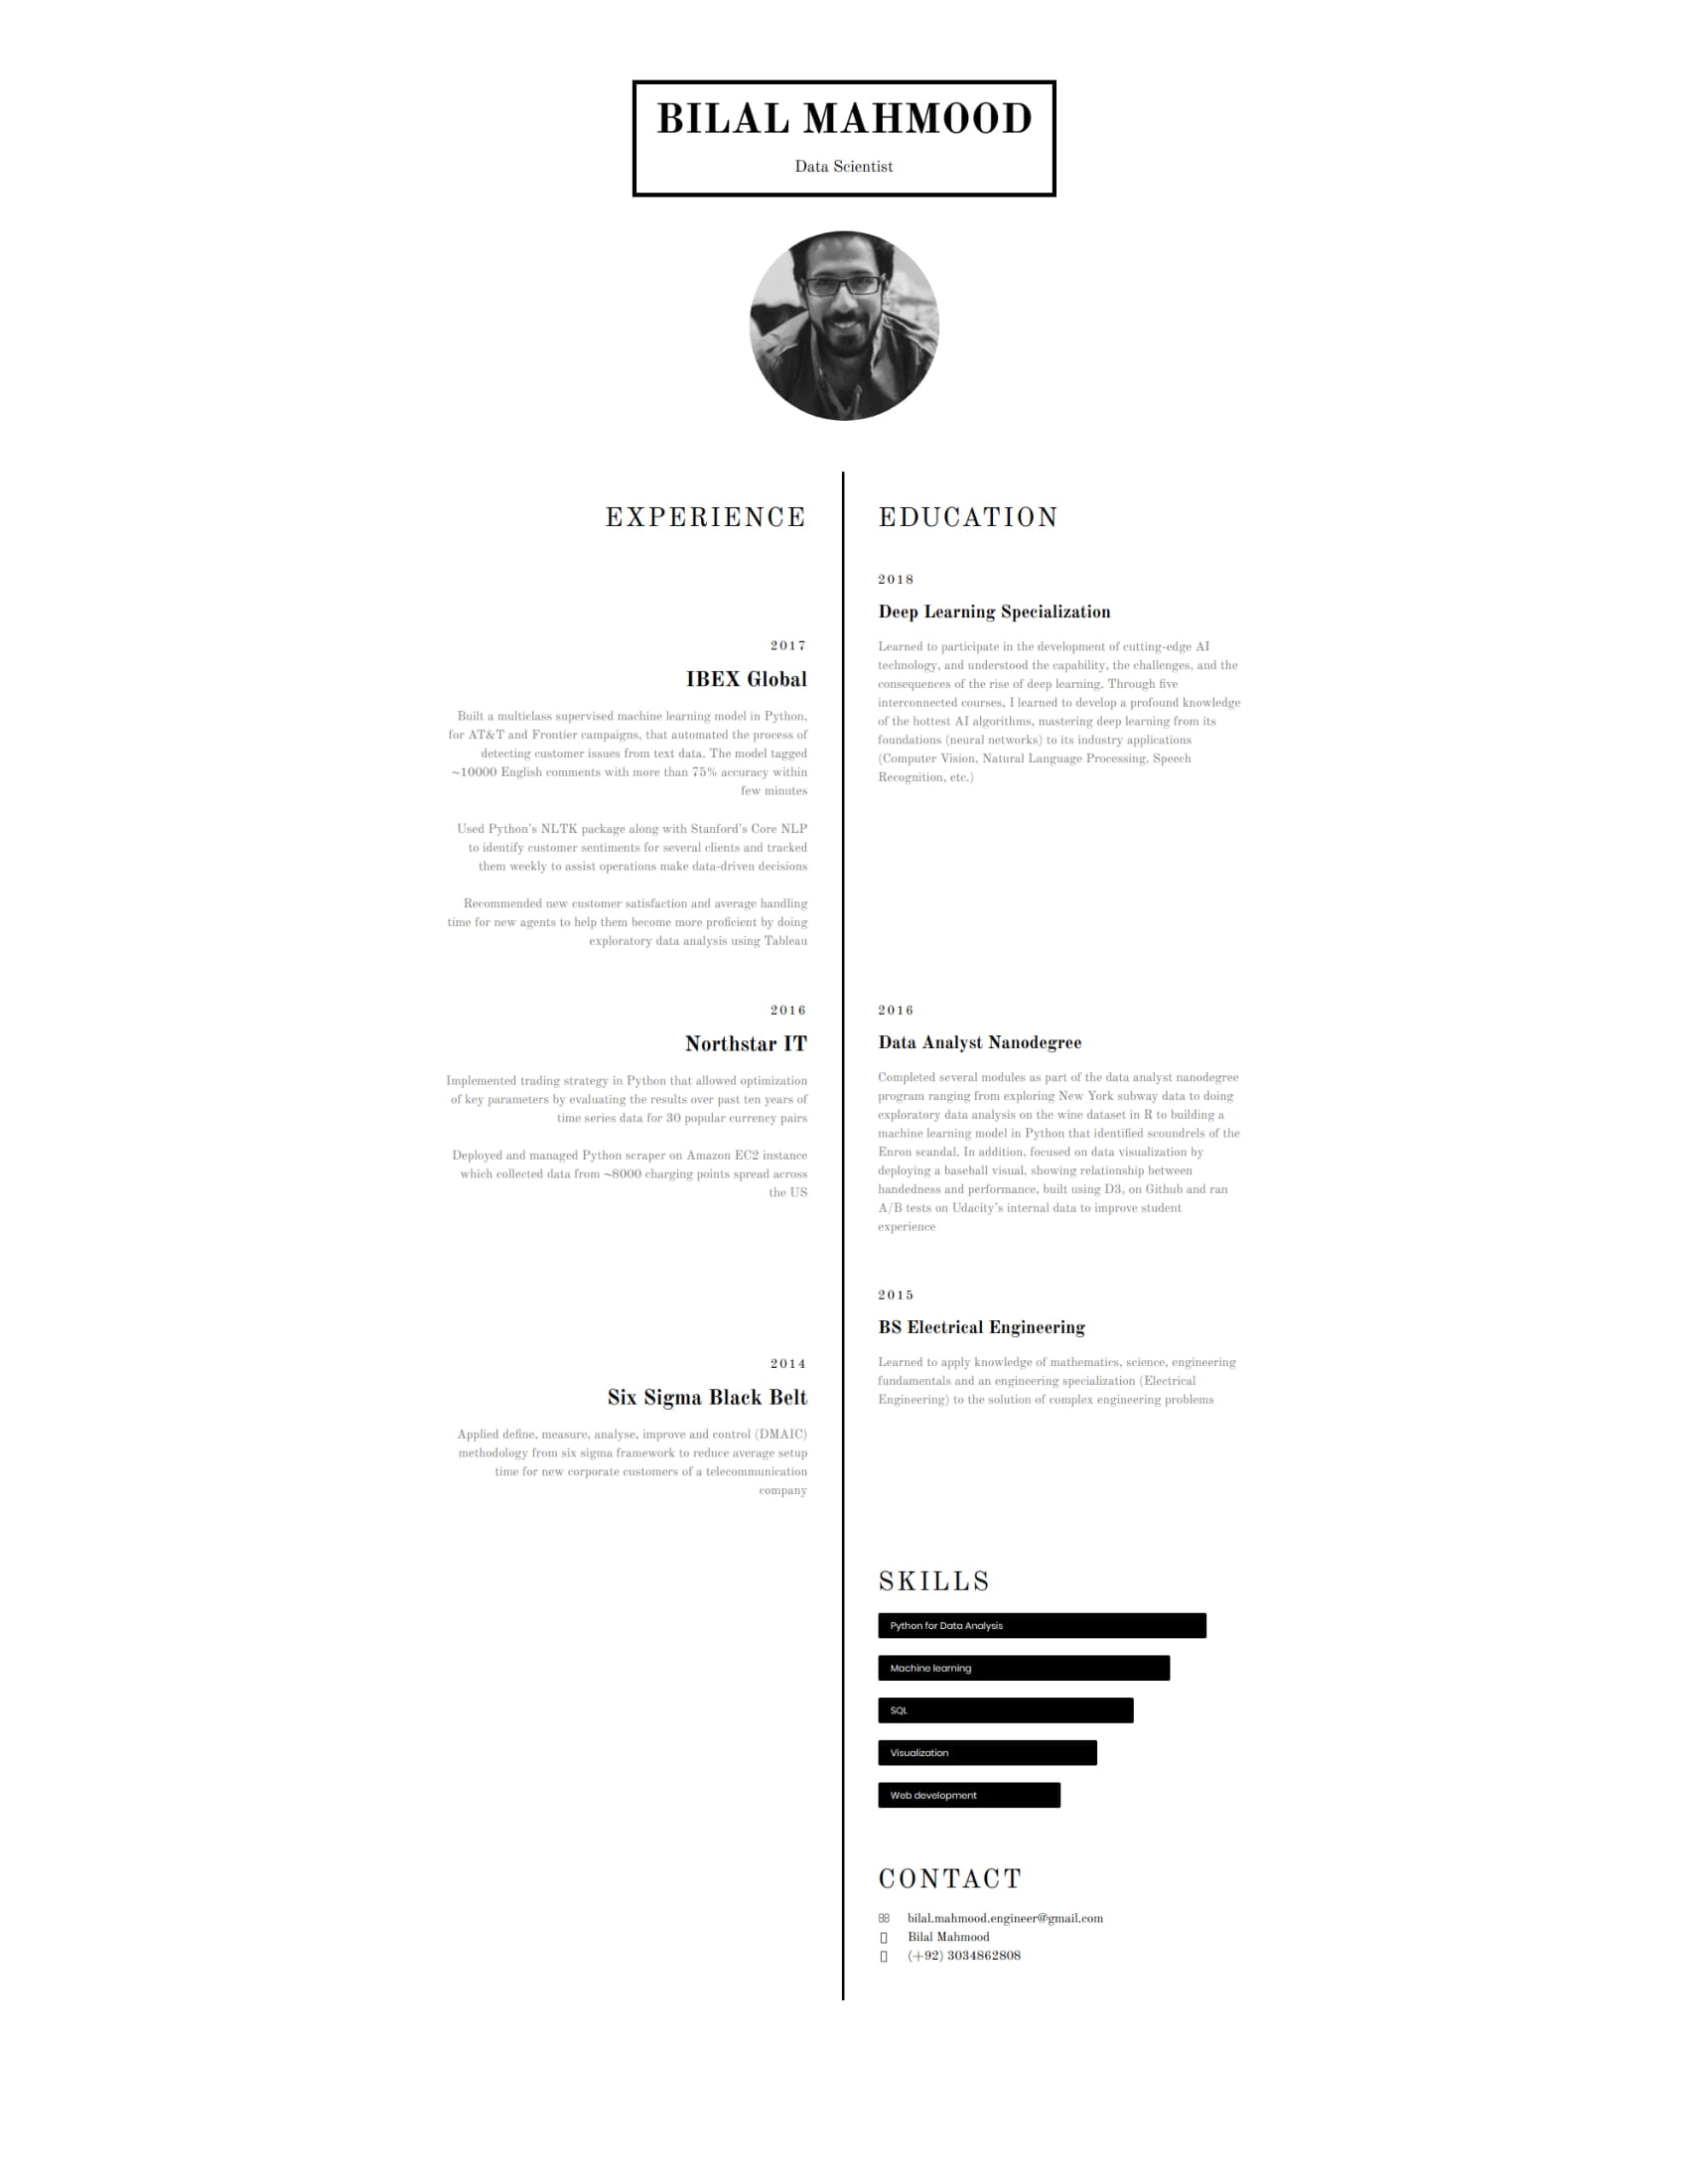 BILAL MAHMOOD
Data Scientist
EXPERIENCE
2017
IBEX Global
Built a multiclass supervised machine learning model in Python,
for AT&T and Frontier campaigns, that automated the process of
detecting customer issues from text data. The model tagged
~10000 English comments with more than 75% accuracy within
few minutes
Used Python's NLTK package along with Stanford's Core NLP
to identify customer sentiments for several clients and tracked
them weekly to assist operations make data-driven decisions
Recommended new customer satisfaction and average handling
time for new agents to help them become more proficient by doing
exploratory data analysis using Tableau
2016
Northstar IT
Implemented trading strategy in Python that allowed optimization
of key parameters by evaluating the results over past ten years of
time series data for 30 popular currency pairs
Deployed and managed Python scraper on Amazon EC2 instance
which collected data from ~8000 charging points spread across
the US
2014
Six Sigma Black Belt
Applied define, measure, analyse, improve and control (DMAIC)
methodology from six sigma framework to reduce average setup
time for new corporate customers of a telecommunication
company
EDUCATION
2018
Deep Learning Specialization
Learned to participate in the development of cutting-edge AI
technology, and understood the capability, the challenges, and the
consequences of the rise of deep learning. Through five
interconnected courses, I learned to develop a profound knowledge
of the hottest AI algorithms, mastering deep learning from its
foundations (neural networks) to its industry applications
(Computer Vision, Natural Language Processing, Speech
Recognition, etc.)
2016
Data Analyst Nanodegree
Completed several modules as part of the data analyst nanodegree
program ranging from exploring New York subway data to doing
exploratory data analysis on the wine dataset in R to building a
machine learning model in Python that identified scoundrels of the
Enron scandal. In addition, focused on data visualization by
deploying a baseball visual, showing relationship between
handedness and performance, built using D3, on Github and ran
A/B tests on Udacity's internal data to improve student
experience
2015
BS Electrical Engineering
Learned to apply knowledge of mathematics, science, engineering
fundamentals and an engineering specialization (Electrical
Engineering) to the solution of complex engineering problems
SKILLS
Python for Data Analysis
Machine learning
SQL
Visualization
Web development
CONTACT
bilal.mahmood.engineer@gmail.com
Bilal Mahmood
(+92) 3034862808